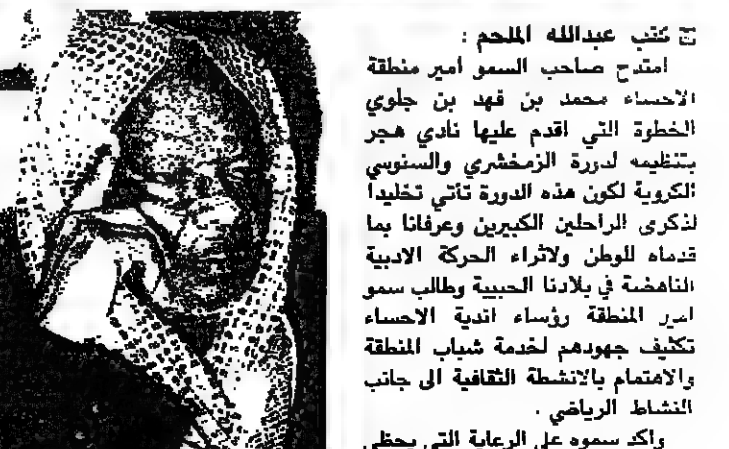 كتب عبدالله الملحم :
امتدح صاحب السمو امير منطقة
الاحساء محمد بن فهد بن جلوي
الخطوة التي اقدم عليها نادي هجر
بتنظيمه لدورة الزمخشري والسنوسي
الكروية لكون هذه الدورة تأتي تخليدا
لذكرى الراحلين الكبيرين وعرفانا بما
قدماه للوطن ولاثراء الحركة الادبية
الناهضة في بلادنا الحبيبة وطالب سمو
امير المنطقة رؤساء اندية الاحساء
تكثيف جهودهم لخدمة شباب المنطقة
والاهتمام بالانشطة الثقافية الى جانب
النشاط الرياضي .
واكد سموه على الرعاية التي يحظى